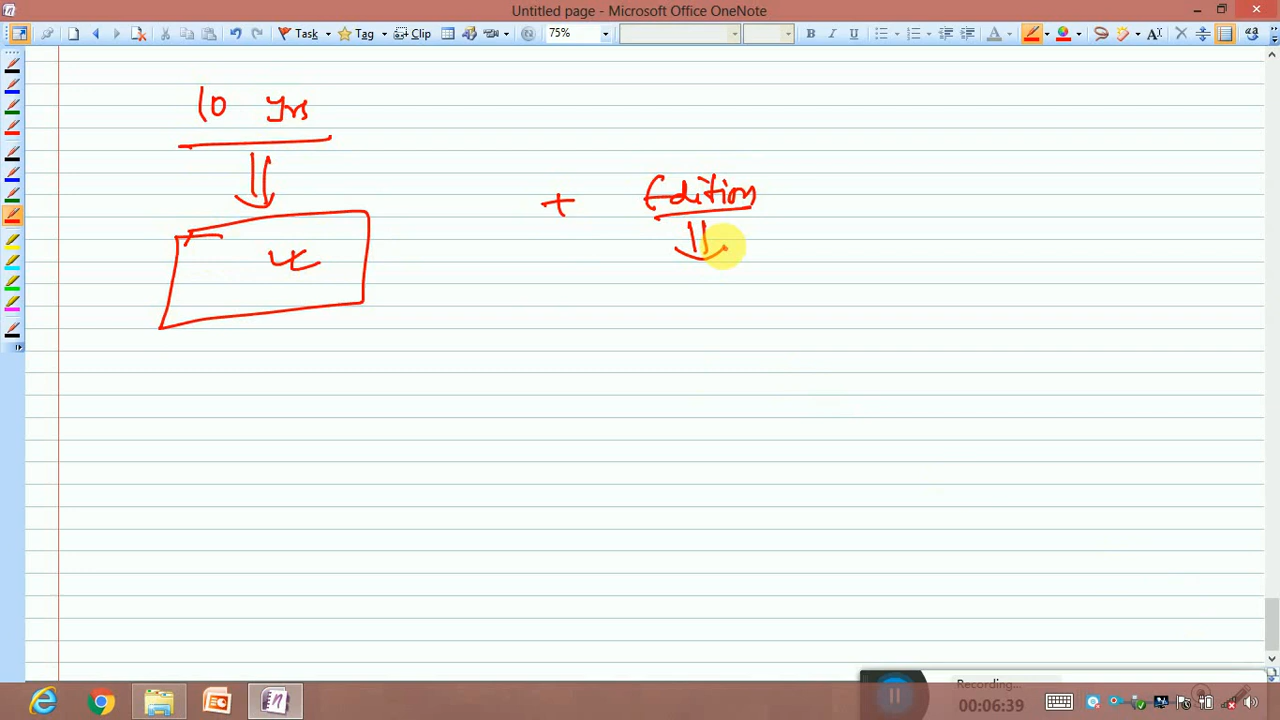 Untitled page - Microsoft Office OneNote
Task Tag Clip 75% B I U
10 yrs
+ Edition
Recording...
00:06:39